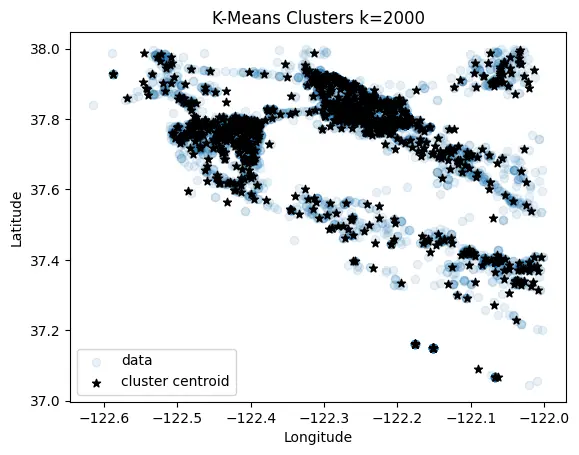 K-Means Clusters k=2000
38.0
37.8
37.6
37.4
37.2
37.0
Latitude
data
cluster centroid
−122.6
−122.5
−122.4
−122.3
−122.2
−122.1
−122.0
Longitude